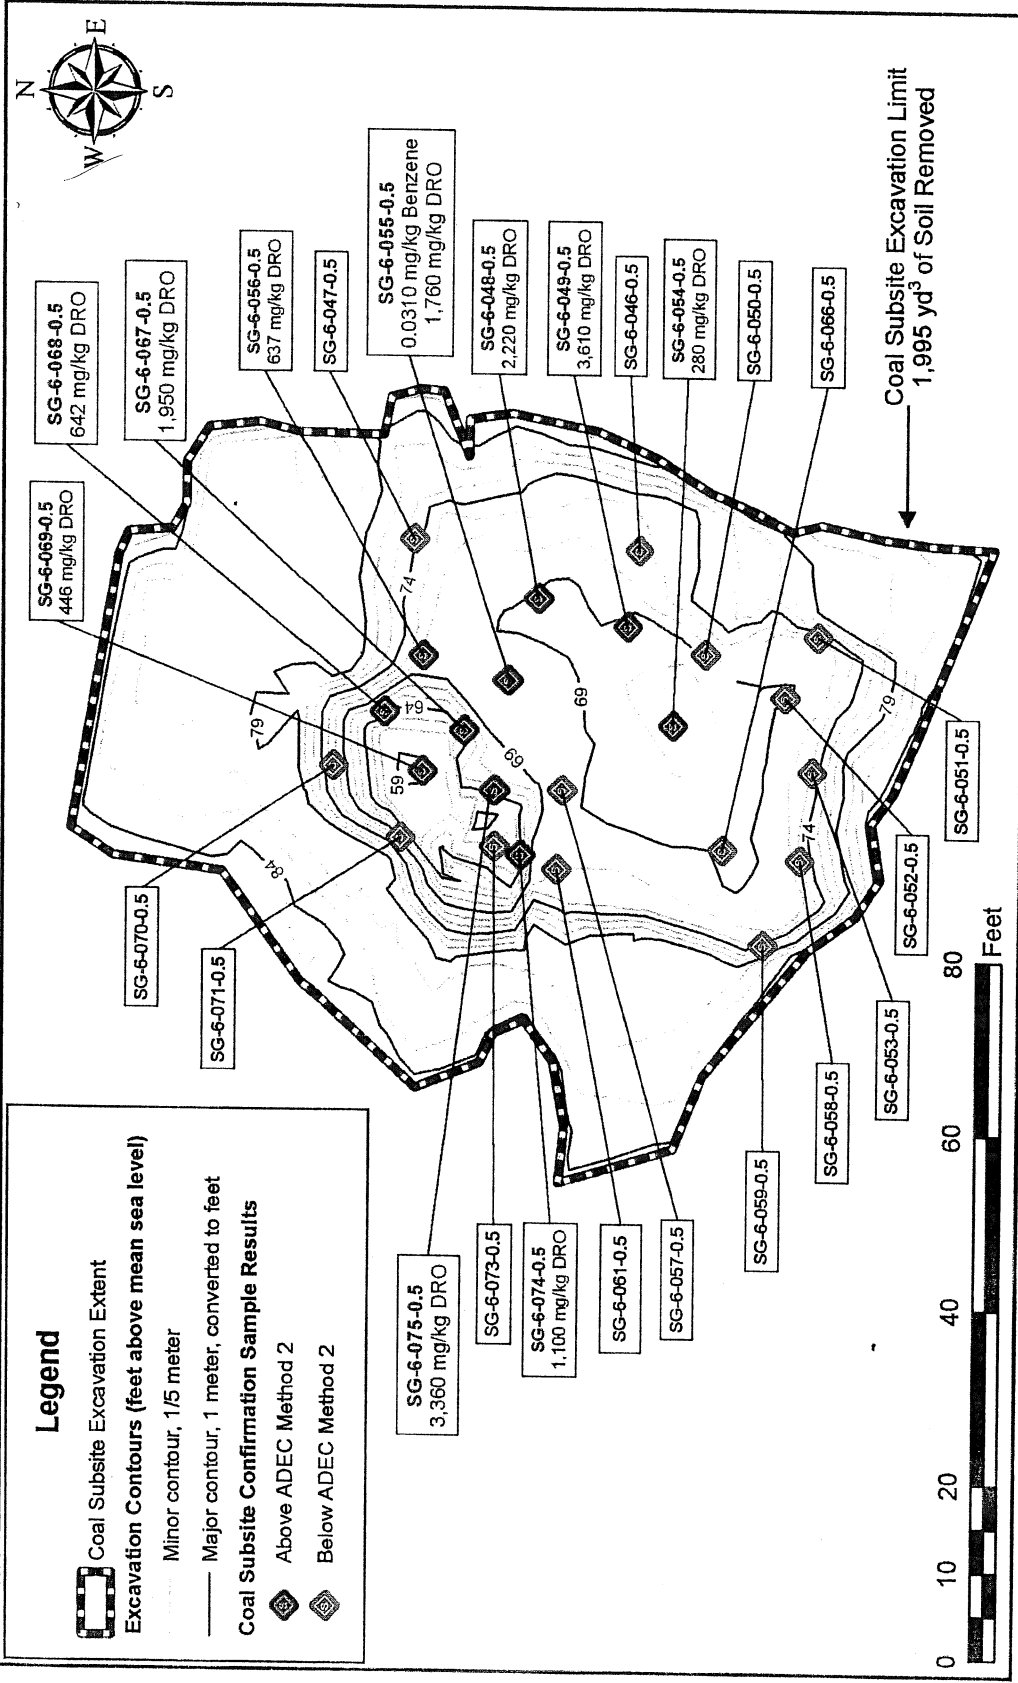 N
E
S
W
Legend
Coal Subsite Excavation Extent
Excavation Contours (feet above mean sea level)
Minor contour, 1/5 meter
Major contour, 1 meter, converted to feet
Coal Subsite Confirmation Sample Results
Above ADEC Method 2
Below ADEC Method 2
SG-6-069-0.5
446 mg/kg DRO
SG-6-068-0.5
642 mg/kg DRO
SG-6-067-0.5
1,950 mg/kg DRO
SG-6-056-0.5
637 mg/kg DRO
SG-6-047-0.5
SG-6-055-0.5
0.0310 mg/kg Benzene
1,760 mg/kg DRO
SG-6-048-0.5
2,220 mg/kg DRO
SG-6-049-0.5
3,610 mg/kg DRO
SG-6-046-0.5
SG-6-054-0.5
280 mg/kg DRO
SG-6-050-0.5
SG-6-066-0.5
Coal Subsite Excavation Limit
1,995 yd³ of Soil Removed
SG-6-070-0.5
SG-6-071-0.5
SG-6-075-0.5
3,360 mg/kg DRO
SG-6-073-0.5
SG-6-074-0.5
1,100 mg/kg DRO
SG-6-061-0.5
SG-6-057-0.5
SG-6-059-0.5
SG-6-058-0.5
SG-6-053-0.5
SG-6-052-0.5
SG-6-051-0.5
84
79
74
64
59
69
69
74
79
0 10 20 40 60 80
Feet